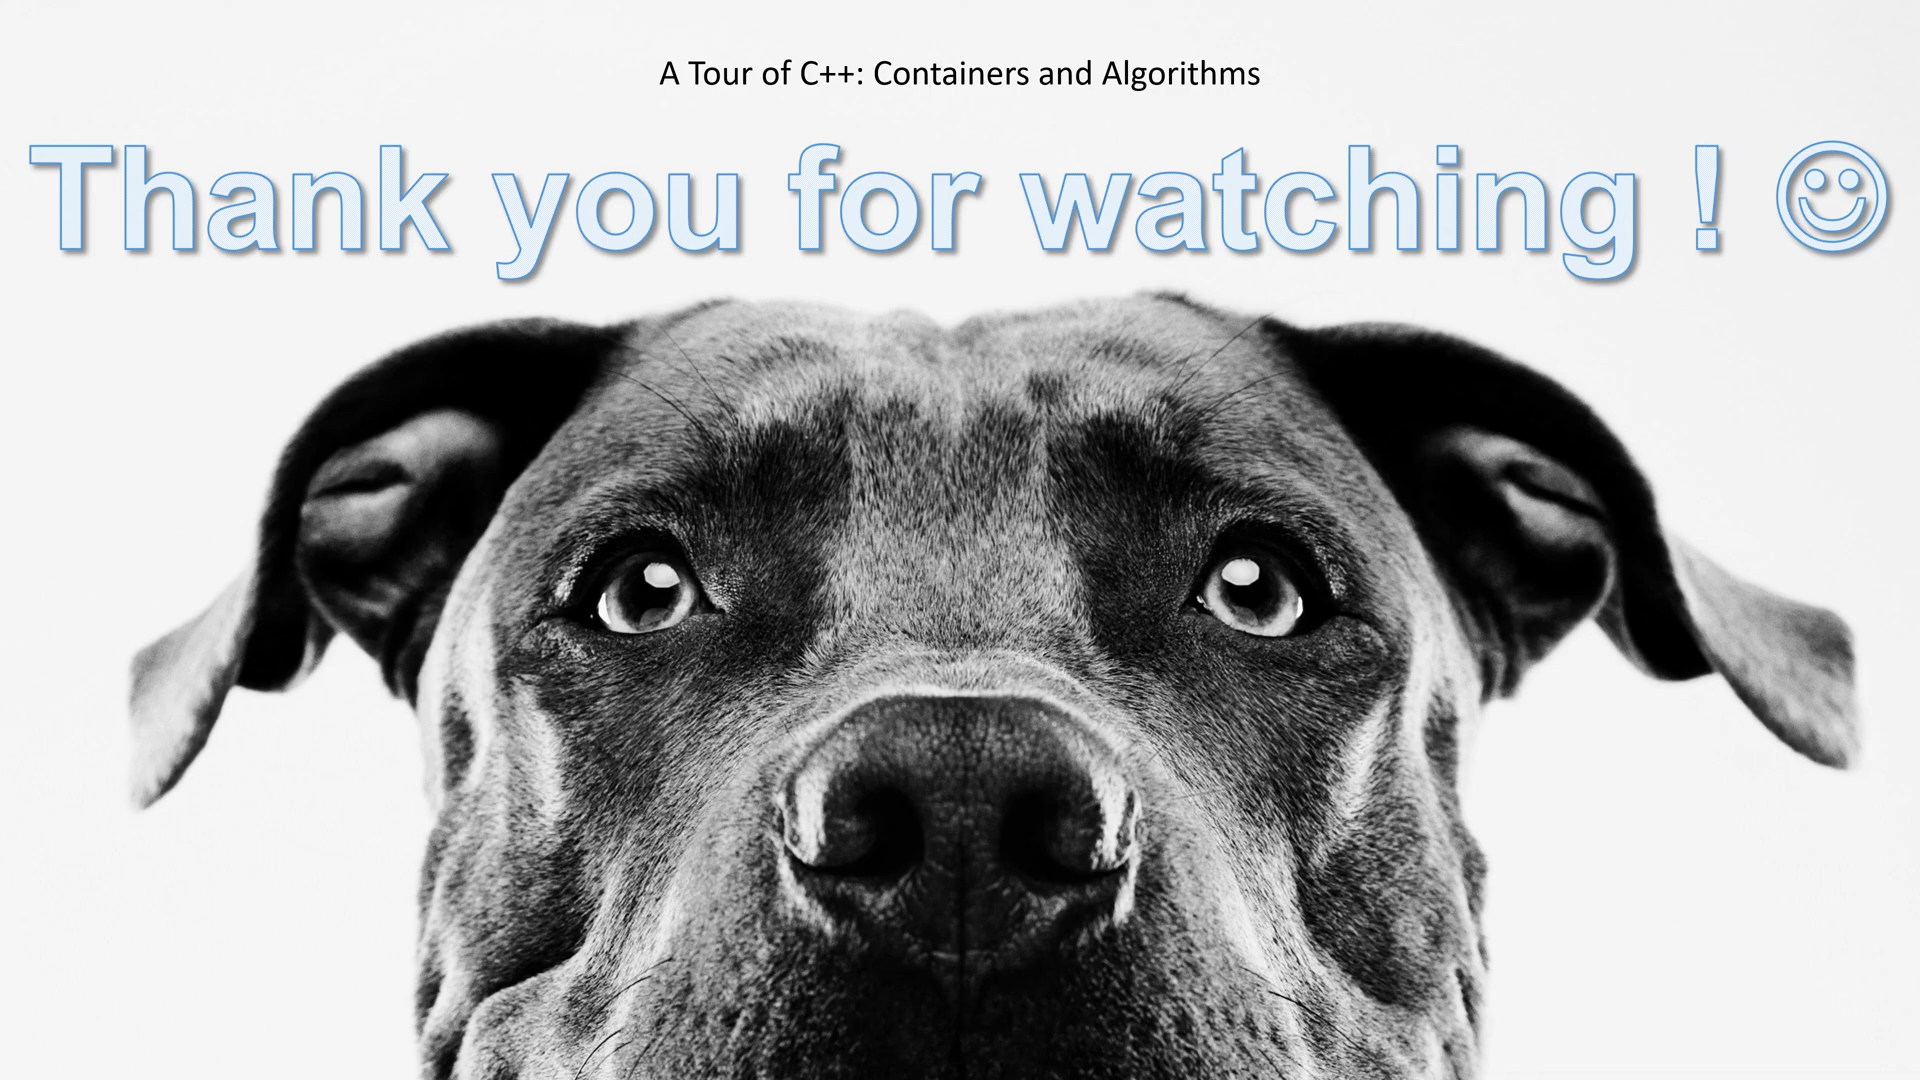 A Tour of C++: Containers and Algorithms
Thank you for watching ! ☺